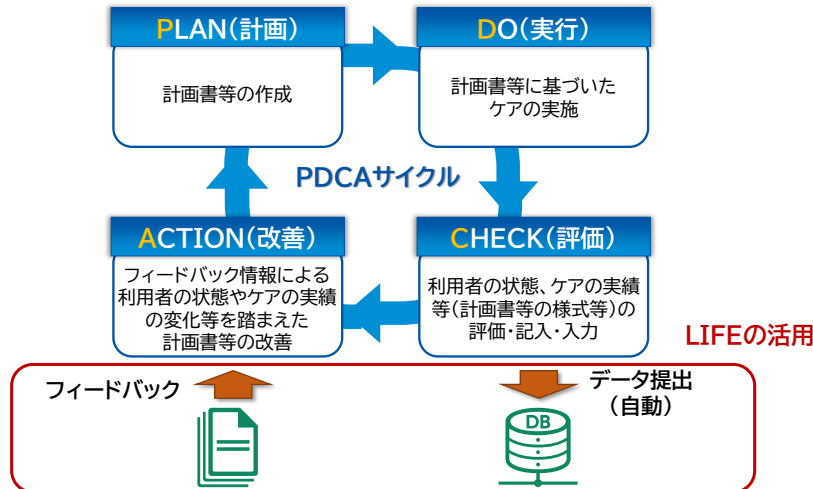 PLAN(計画)
計画書等の作成
DO(実行)
計画書等に基づいた
ケアの実施
PDCAサイクル
ACTION(改善)
フィードバック情報による
利用者の状態やケアの実績
の変化等を踏まえた
計画書等の改善
CHECK(評価)
利用者の状態、ケアの実績
等(計画書等の様式等)の
評価・記入・入力
LIFEの活用
フィードバック
データ提出
(自動)
DB